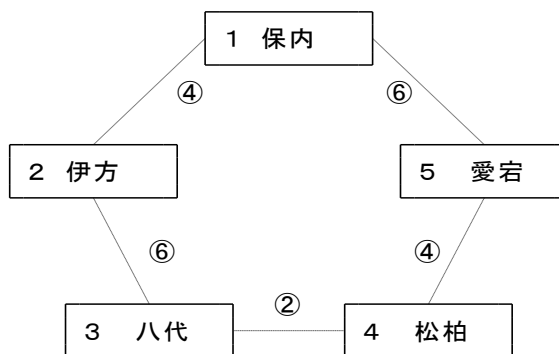 １ 保内
④ ⑥
２ 伊方
５ 愛宕
⑥ ④
３ 八代
②
４ 松柏